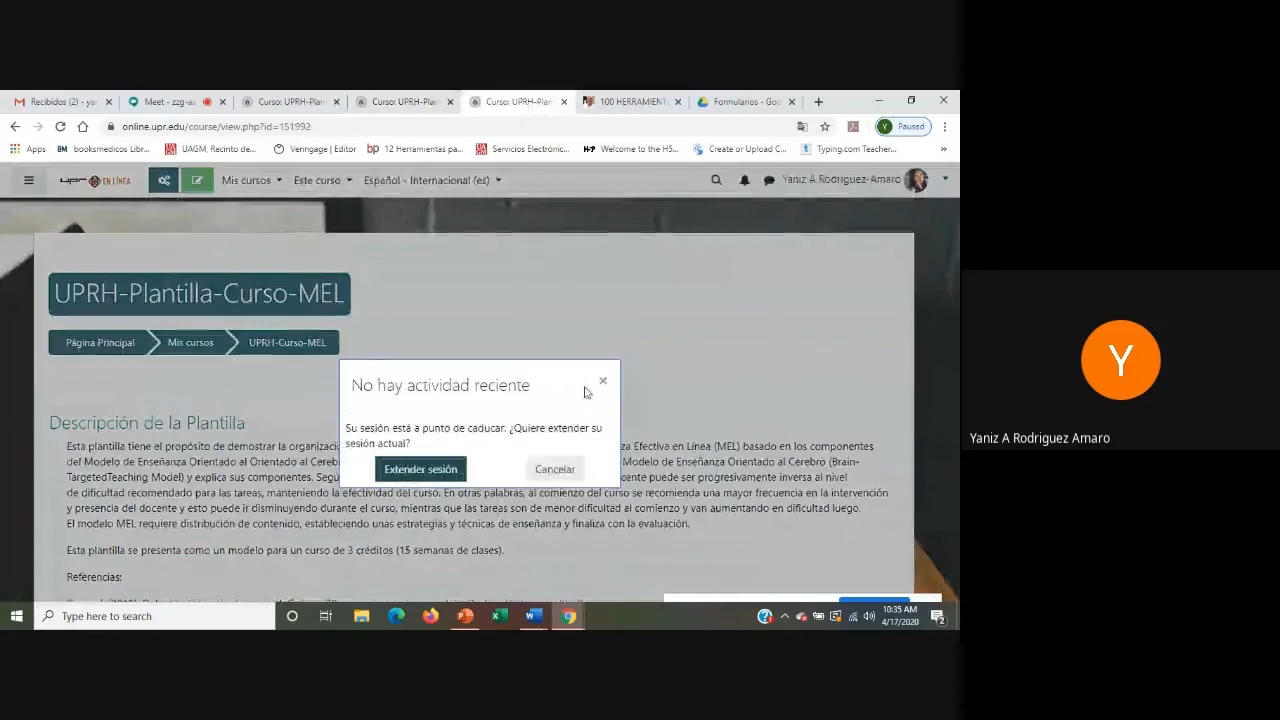 Recibidos (2) - ya
Meet - zzg-au
Curso: UPRH-Plan
Curso: UPRH-Plan
Curso: UPRH-Plan
100 HERRAMIENT
Formularios - Goo
online.upr.edu/course/view.php?id=151992
Paused
Apps
booksmedicos Libr...
UAGM, Recinto de...
Venngage | Editor
12 Herramientas pa...
Servicios Electrónic...
Welcome to the H5...
Create or Upload C...
Typing.com Teacher...
upr EN LÍNEA
Mis cursos
Este curso
Español - Internacional (es)
Yaniz A Rodriguez-Amaro
UPRH-Plantilla-Curso-MEL
Página Principal
Mis cursos
UPRH-Curso-MEL
No hay actividad reciente
Su sesión está a punto de caducar. ¿Quiere extender su
sesión actual?
Extender sesión
Cancelar
Descripción de la Plantilla
Esta plantilla tiene el propósito de demostrar la organizació za Efectiva en Línea (MEL) basado en los componentes
del Modelo de Enseñanza Orientado al Orientado al Cerebr Modelo de Enseñanza Orientado al Cerebro (Brain-
TargetedTeaching Model) y explica sus componentes. Segú cente puede ser progresivamente inversa al nivel
de dificultad recomendado para las tareas, manteniendo la efectividad del curso. En otras palabras, al comienzo del curso se recomienda una mayor frecuencia en la intervención
y presencia del docente y esto puede ir disminuyendo durante el curso, mientras que las tareas son de menor dificultad al comienzo y van aumentando en dificultad luego.
El modelo MEL requiere distribución de contenido, estableciendo unas estrategias y técnicas de enseñanza y finaliza con la evaluación.
Esta plantilla se presenta como un modelo para un curso de 3 créditos (15 semanas de clases).
Referencias:
Type here to search
10:35 AM
4/17/2020
2
Y
Yaniz A Rodriguez Amaro